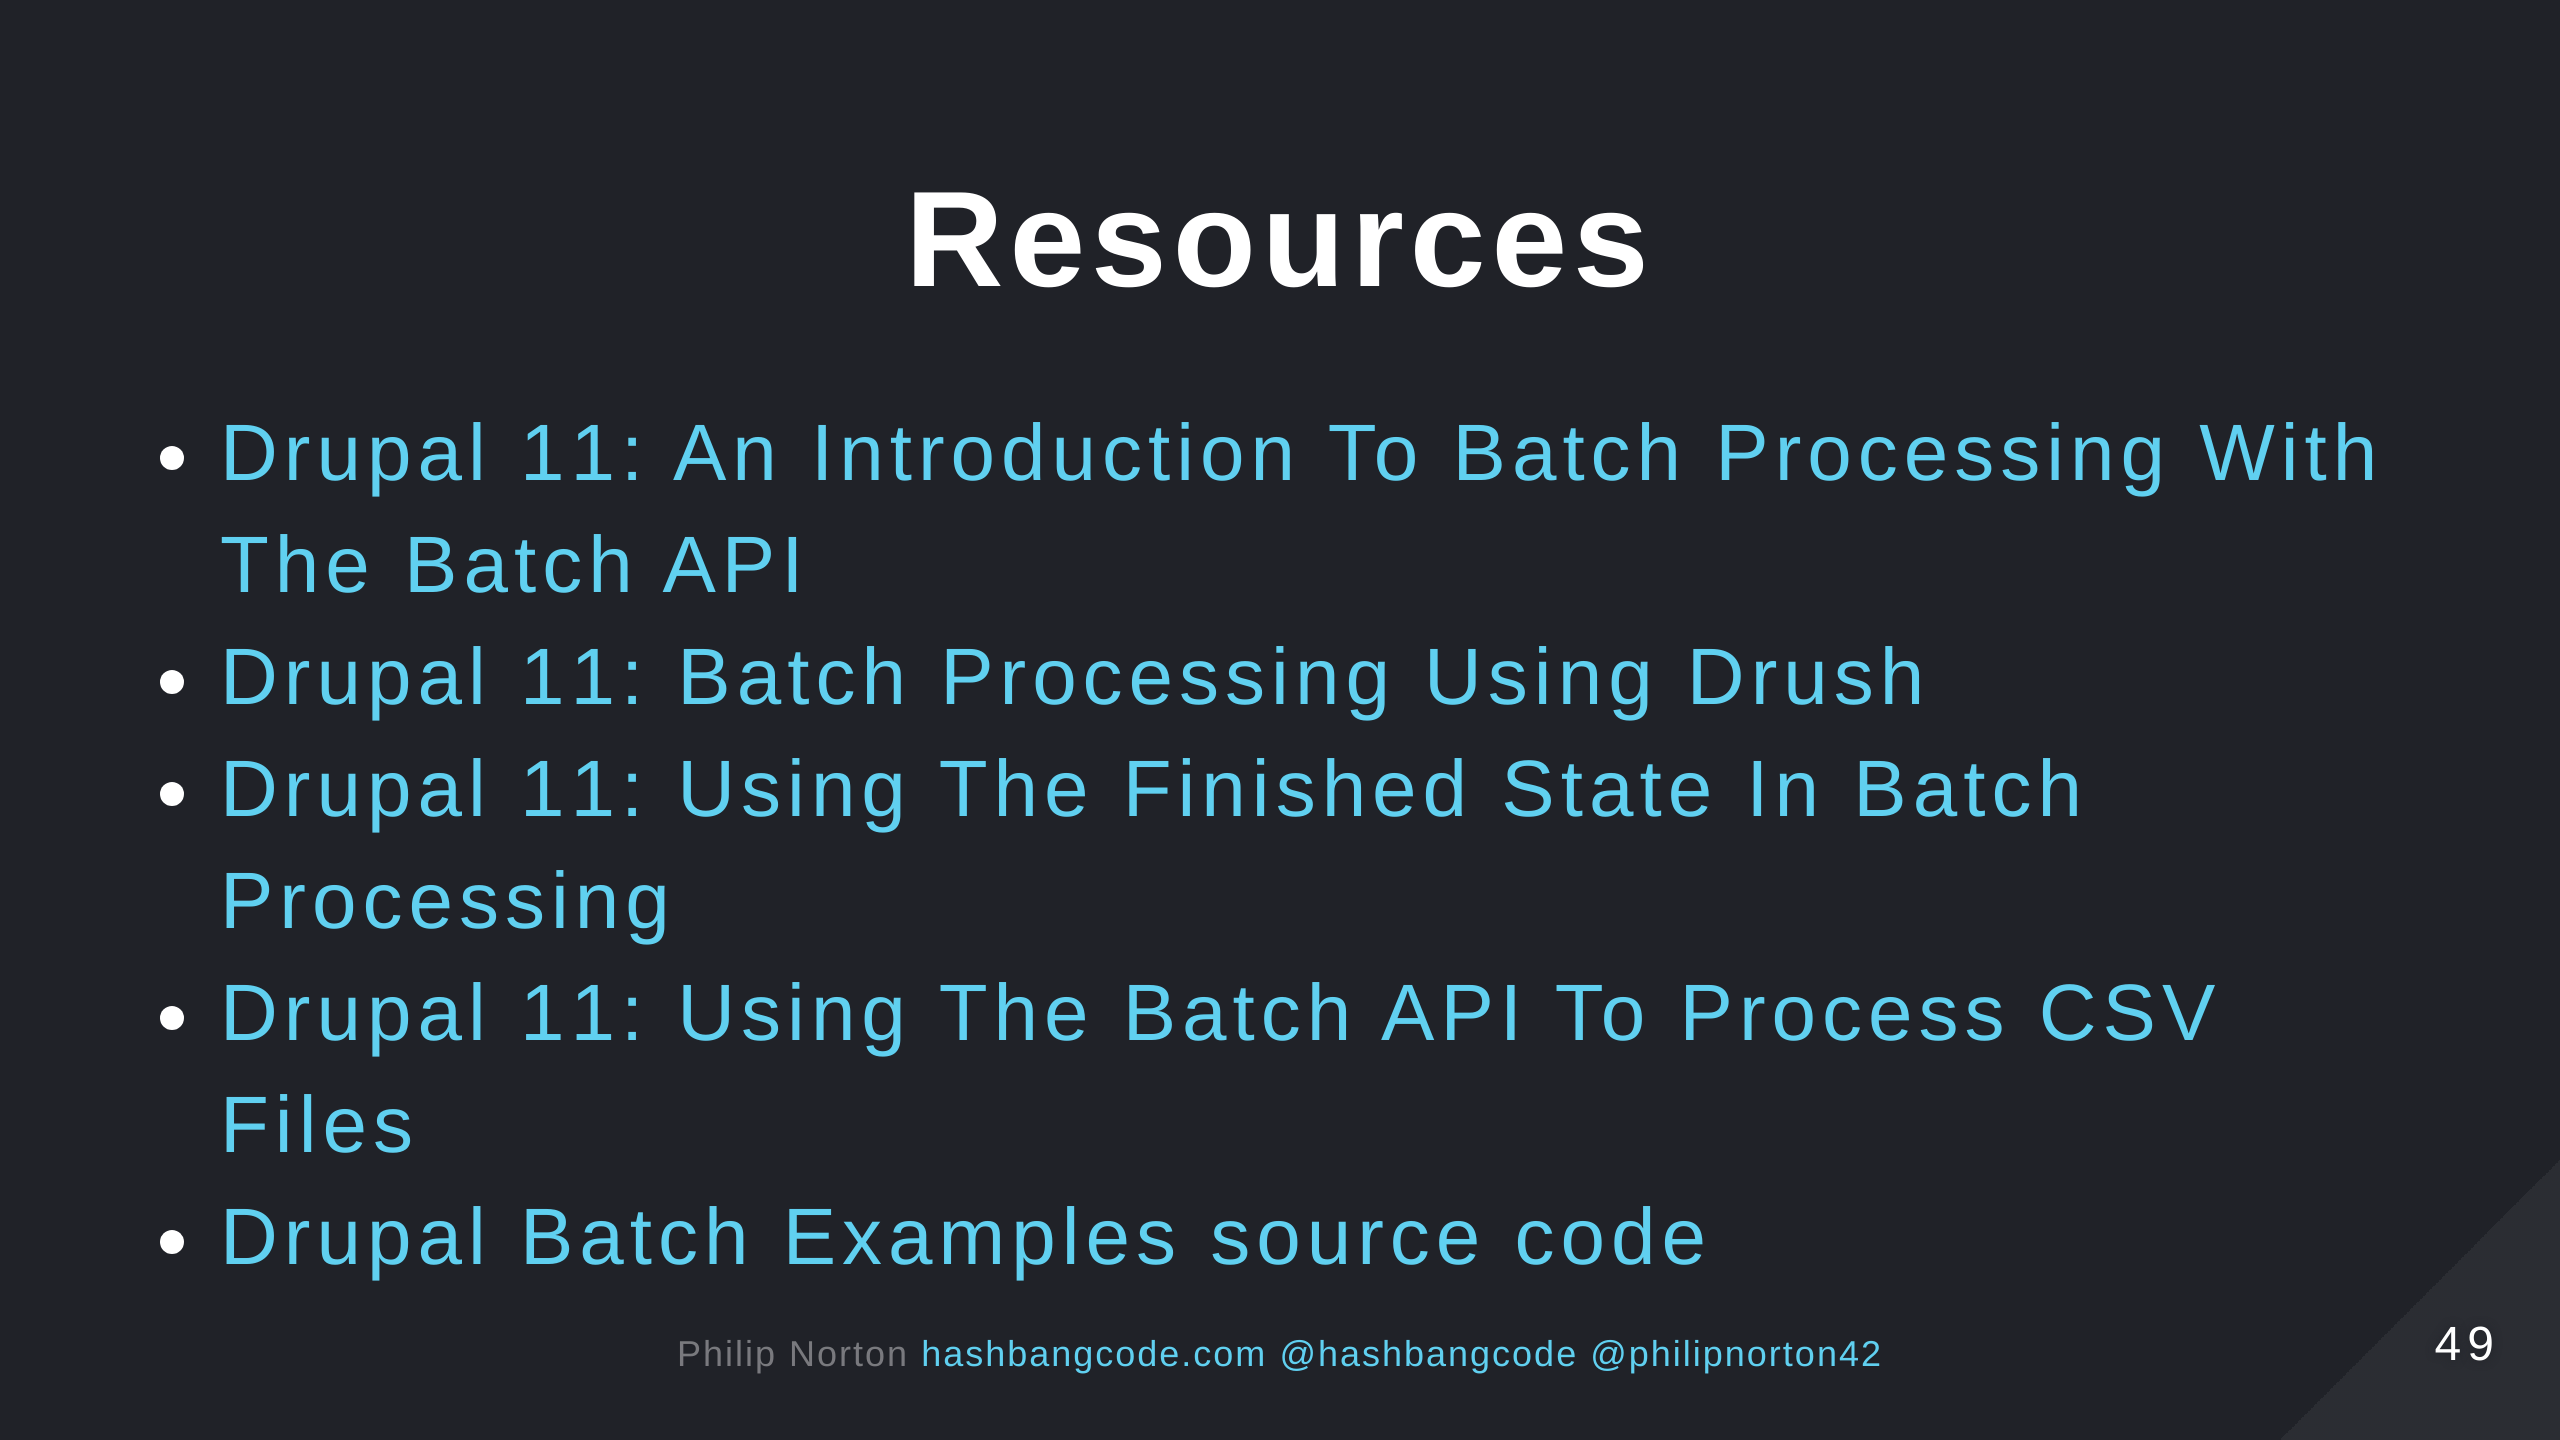 Resources
Drupal 11: An Introduction To Batch Processing With
The Batch API
Drupal 11: Batch Processing Using Drush
Drupal 11: Using The Finished State In Batch
Processing
Drupal 11: Using The Batch API To Process CSV
Files
Drupal Batch Examples source code
Philip Norton hashbangcode.com @hashbangcode @philipnorton42
49